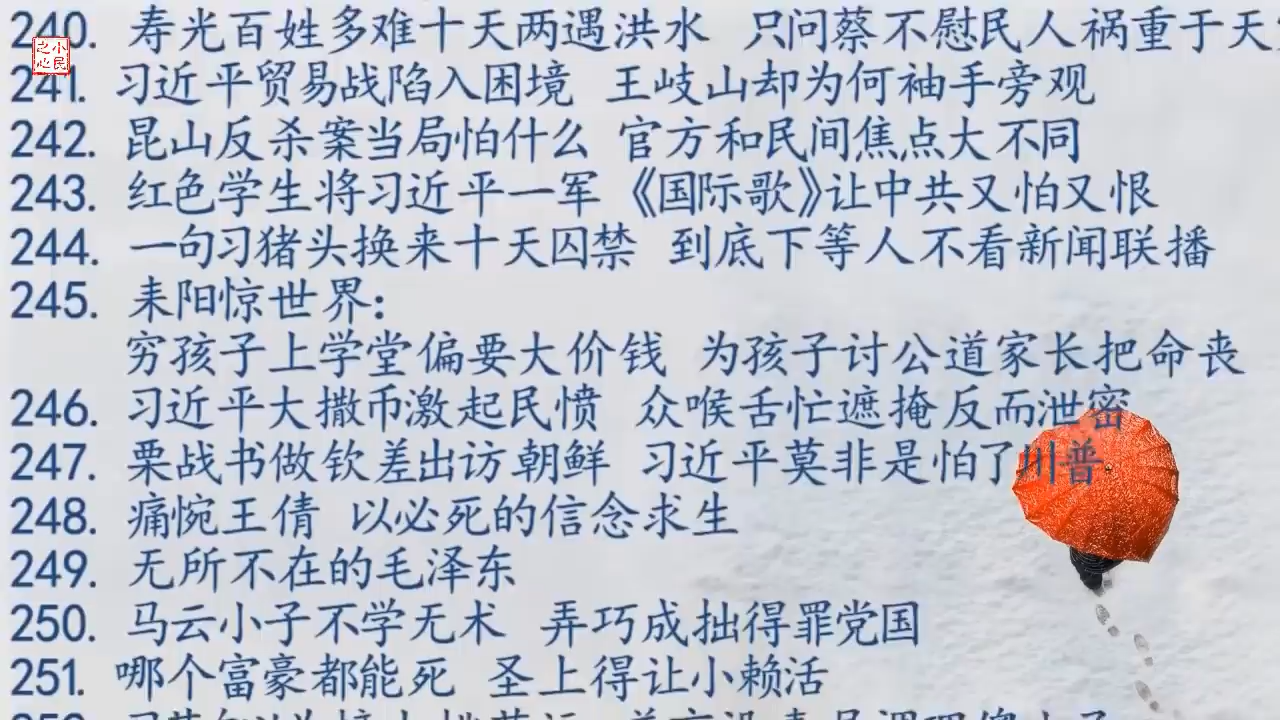 240. 寿光百姓多难十天两遇洪水 只问蔡不慰民人祸重于天
小民之心
241. 习近平贸易战陷入困境 王岐山却为何袖手旁观
242. 昆山反杀案当局怕什么 官方和民间焦点大不同
243. 红色学生将习近平一军 《国际歌》让中共又怕又恨
244. 一句习猪头换来十天囚禁 到底下等人不看新闻联播
245. 耒阳惊世界:
穷孩子上学堂偏要大价钱 为孩子讨公道家长把命丧
246. 习近平大撒币激起民愤 众喉舌忙遮掩反而泄密
247. 栗战书做钦差出访朝鲜 习近平莫非是怕了川普
248. 痛惋王倩 以必死的信念求生
249. 无所不在的毛泽东
250. 马云小子不学无术 弄巧成拙得罪党国
251. 哪个富豪都能死 圣上得让小赖活